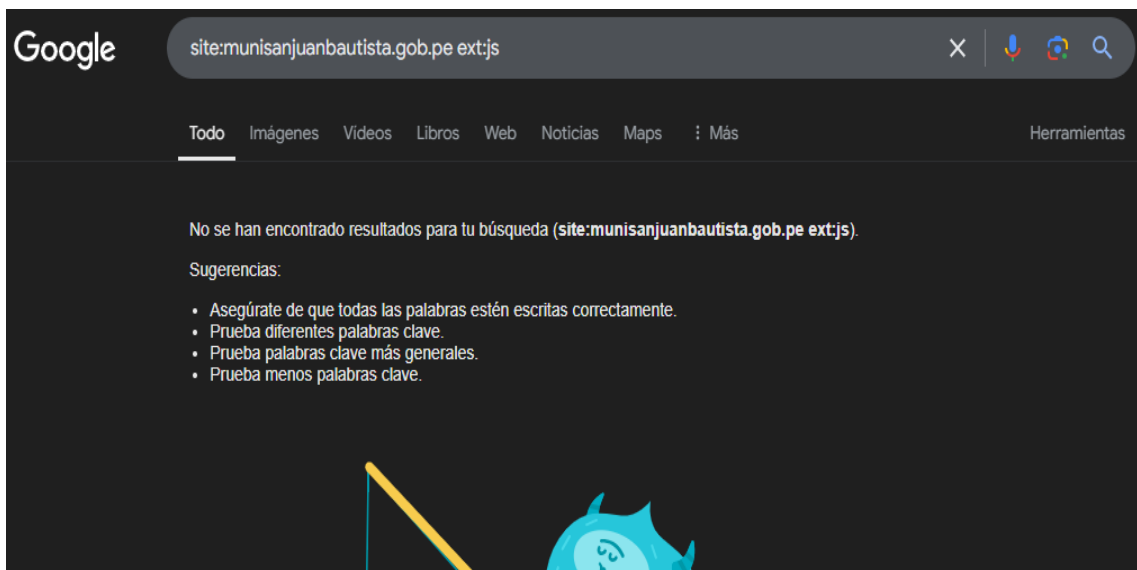 Google
site:munisanjuanbautista.gob.pe ext:js
Todo Imágenes Vídeos Libros Web Noticias Maps Más Herramientas
No se han encontrado resultados para tu búsqueda (site:munisanjuanbautista.gob.pe ext:js).
Sugerencias:
• Asegúrate de que todas las palabras estén escritas correctamente.
• Prueba diferentes palabras clave.
• Prueba palabras clave más generales.
• Prueba menos palabras clave.